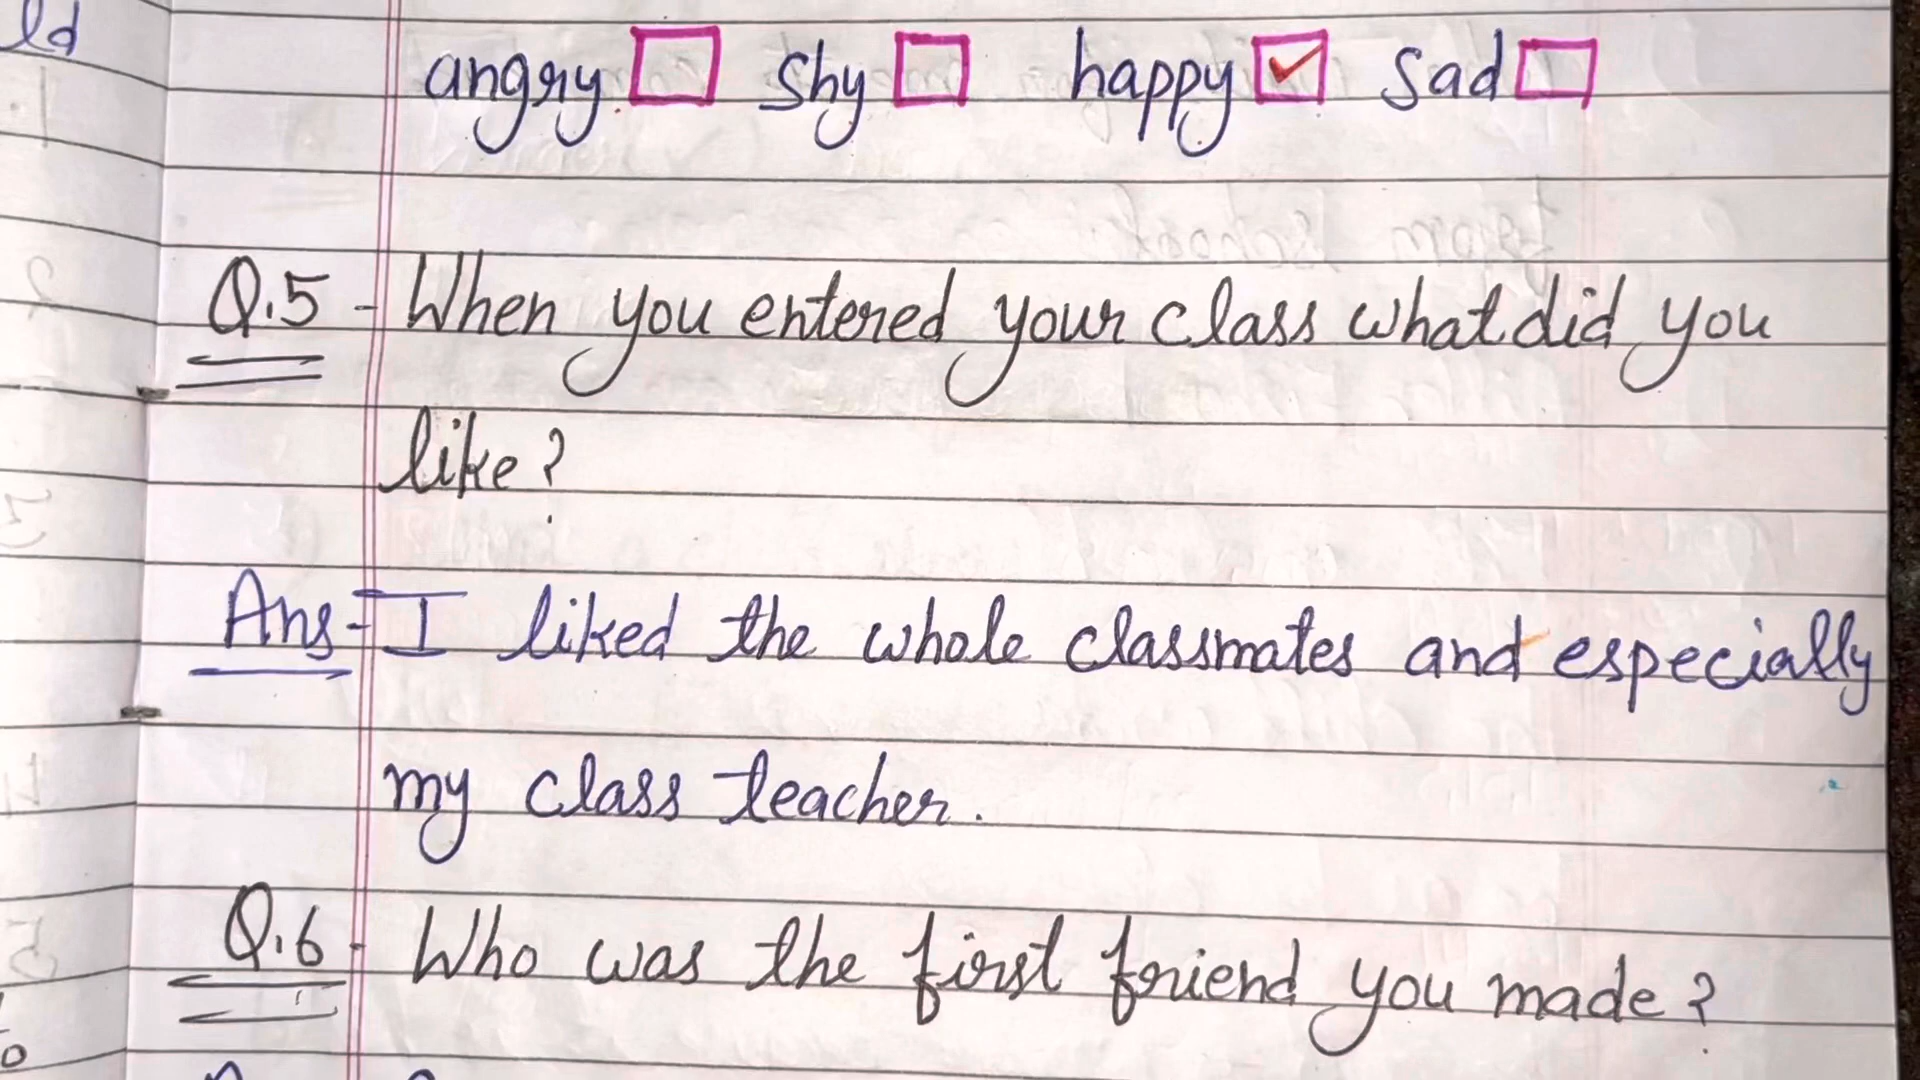 angry ☐ Shy ☐ happy ☑ Sad ☐
Q.5 - When you entered your class what did you
like?
Ans - I liked the whole classmates and especially
my class teacher.
Q.6 - Who was the first friend you made?